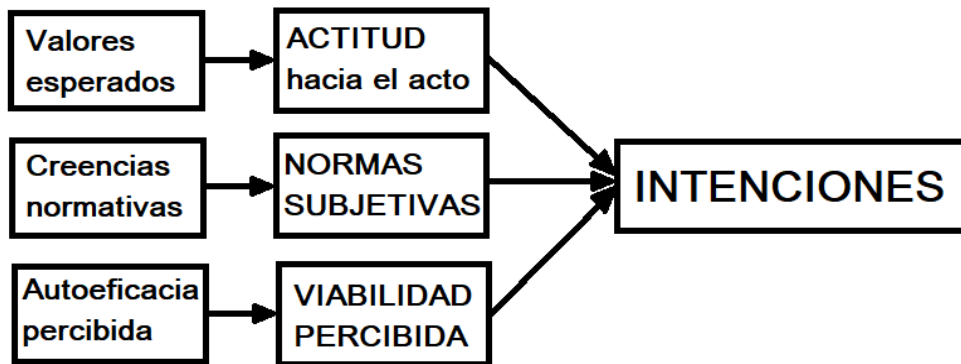 Valores
esperados
ACTITUD
hacia el acto
Creencias
normativas
NORMAS
SUBJETIVAS
INTENCIONES
Autoeficacia
percibida
VIABILIDAD
PERCIBIDA